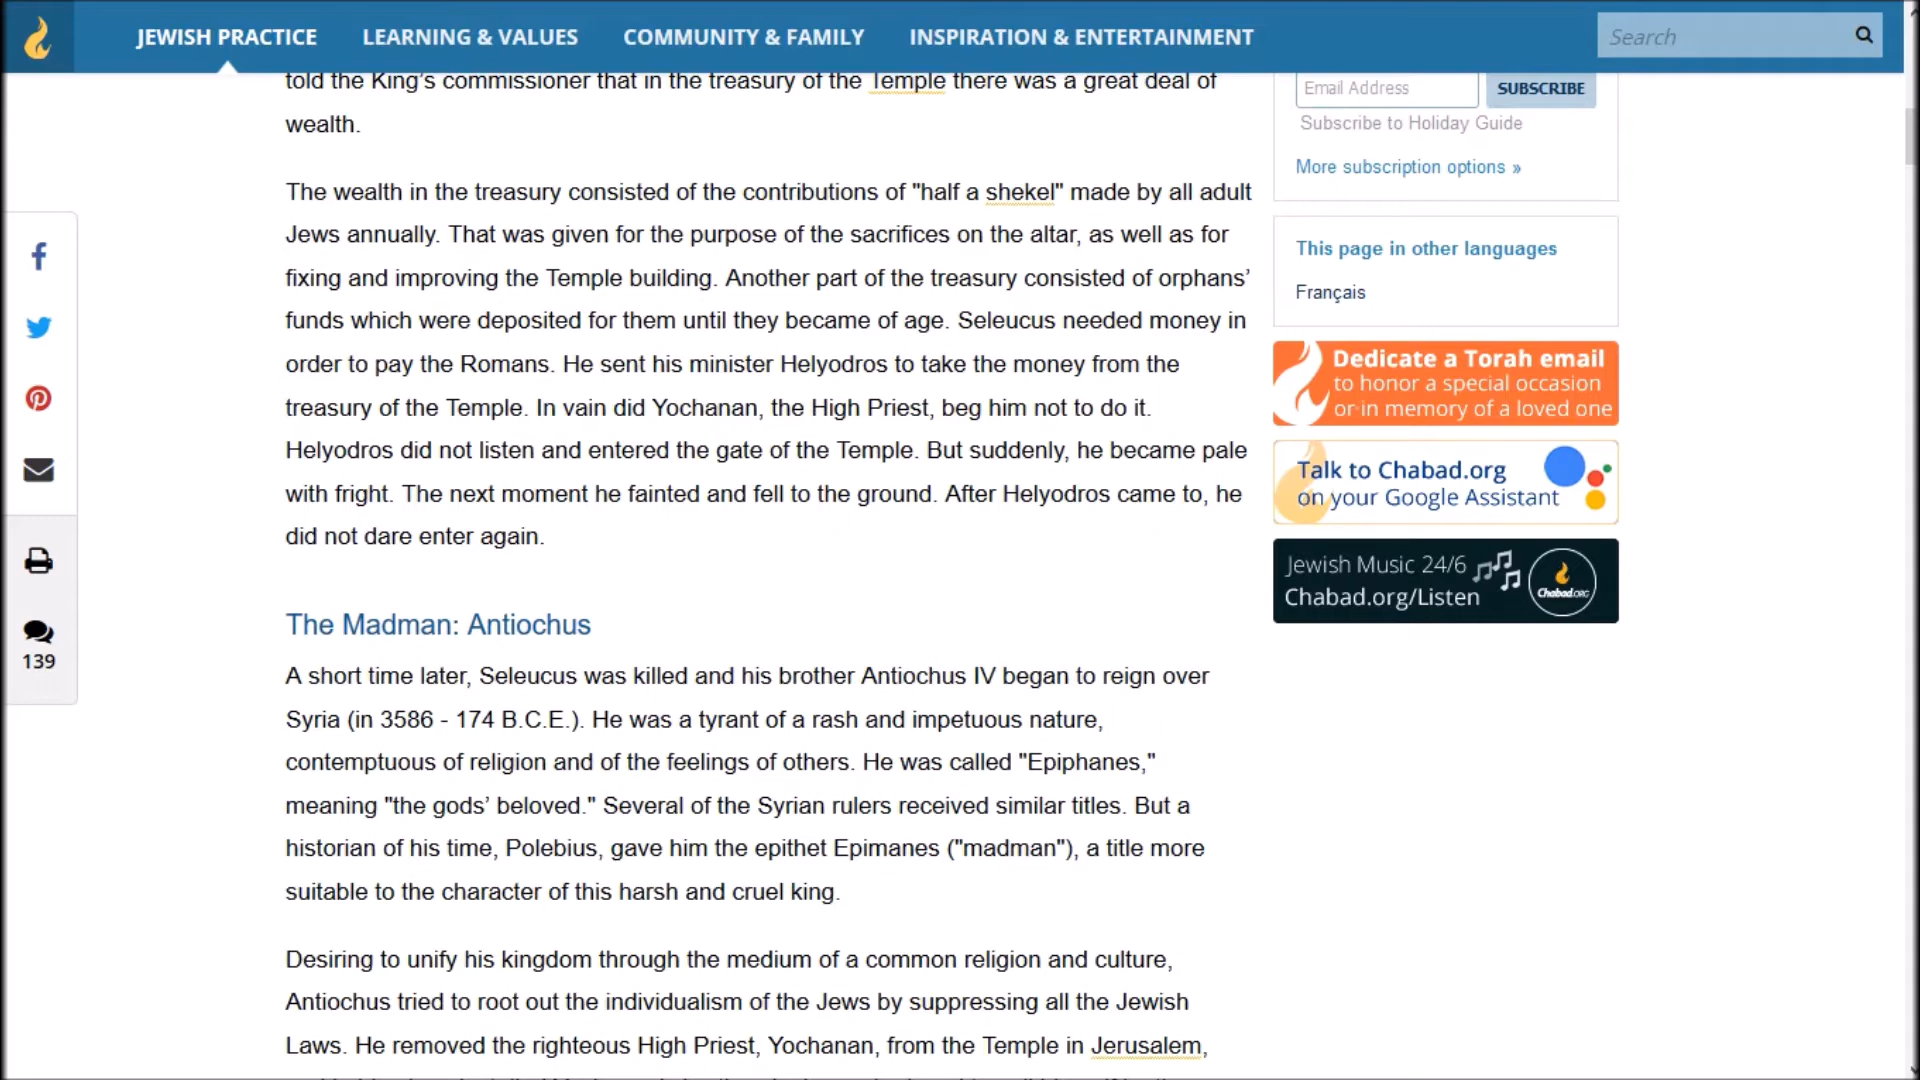 JEWISH PRACTICE LEARNING & VALUES COMMUNITY & FAMILY INSPIRATION & ENTERTAINMENT Search
told the King's commissioner that in the treasury of the Temple there was a great deal of
wealth.
The wealth in the treasury consisted of the contributions of "half a shekel" made by all adult
Jews annually. That was given for the purpose of the sacrifices on the altar, as well as for
fixing and improving the Temple building. Another part of the treasury consisted of orphans'
funds which were deposited for them until they became of age. Seleucus needed money in
order to pay the Romans. He sent his minister Helyodros to take the money from the
treasury of the Temple. In vain did Yochanan, the High Priest, beg him not to do it.
Helyodros did not listen and entered the gate of the Temple. But suddenly, he became pale
with fright. The next moment he fainted and fell to the ground. After Helyodros came to, he
did not dare enter again.
The Madman: Antiochus
A short time later, Seleucus was killed and his brother Antiochus IV began to reign over
Syria (in 3586 - 174 B.C.E.). He was a tyrant of a rash and impetuous nature,
contemptuous of religion and of the feelings of others. He was called "Epiphanes,"
meaning "the gods' beloved." Several of the Syrian rulers received similar titles. But a
historian of his time, Polebius, gave him the epithet Epimanes ("madman"), a title more
suitable to the character of this harsh and cruel king.
Desiring to unify his kingdom through the medium of a common religion and culture,
Antiochus tried to root out the individualism of the Jews by suppressing all the Jewish
Laws. He removed the righteous High Priest, Yochanan, from the Temple in Jerusalem,
139
Email Address SUBSCRIBE
Subscribe to Holiday Guide
More subscription options »
This page in other languages
Français
Dedicate a Torah email
to honor a special occasion
or in memory of a loved one
Talk to Chabad.org
on your Google Assistant
Jewish Music 24/6
Chabad.org/Listen
Chabad.ORG